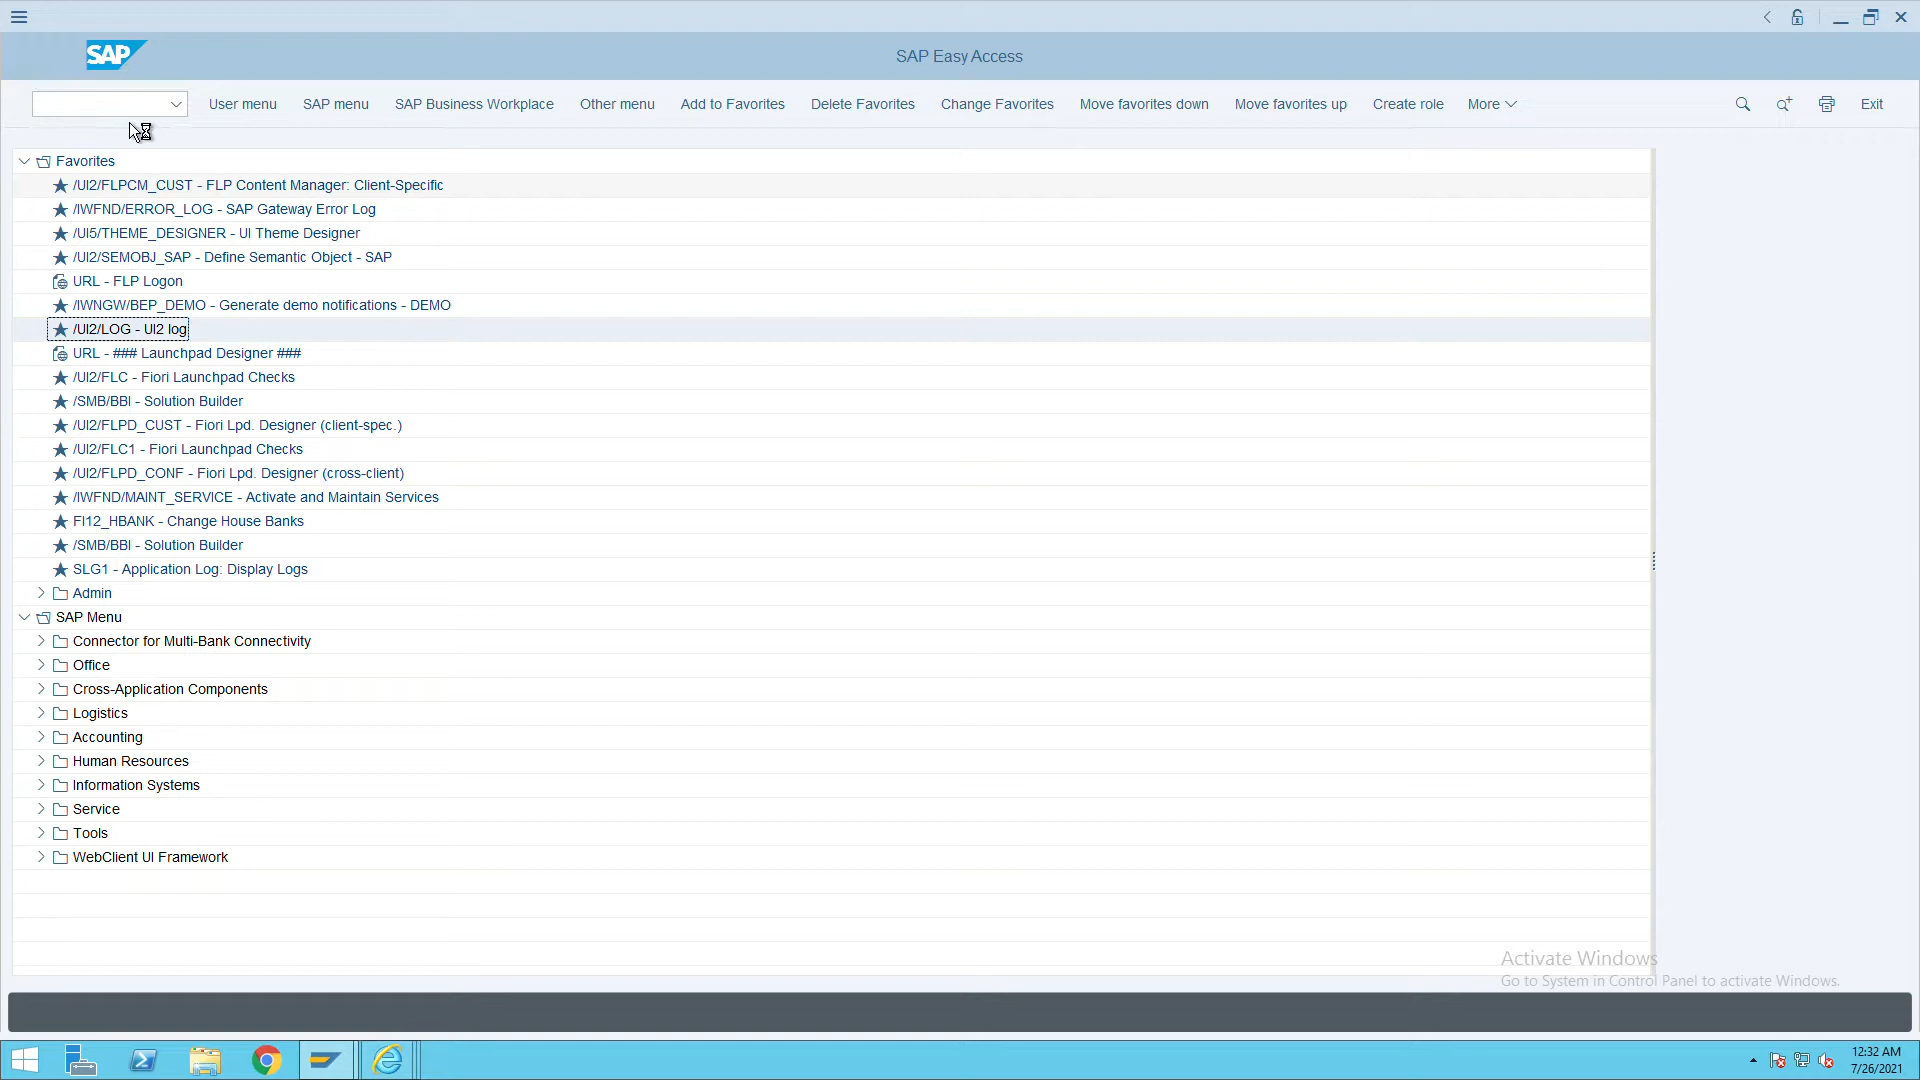 SAP
SAP Easy Access
User menu SAP menu SAP Business Workplace Other menu Add to Favorites Delete Favorites Change Favorites Move favorites down Move favorites up Create role More Exit
Favorites
/UI2/FLPCM_CUST - FLP Content Manager: Client-Specific
/IWFND/ERROR_LOG - SAP Gateway Error Log
/UI5/THEME_DESIGNER - UI Theme Designer
/UI2/SEMOBJ_SAP - Define Semantic Object - SAP
URL - FLP Logon
/IWNGW/BEP_DEMO - Generate demo notifications - DEMO
/UI2/LOG - UI2 log
URL - ### Launchpad Designer ###
/UI2/FLC - Fiori Launchpad Checks
/SMB/BBI - Solution Builder
/UI2/FLPD_CUST - Fiori Lpd. Designer (client-spec.)
/UI2/FLC1 - Fiori Launchpad Checks
/UI2/FLPD_CONF - Fiori Lpd. Designer (cross-client)
/IWFND/MAINT_SERVICE - Activate and Maintain Services
FI12_HBANK - Change House Banks
/SMB/BBI - Solution Builder
SLG1 - Application Log: Display Logs
Admin
SAP Menu
Connector for Multi-Bank Connectivity
Office
Cross-Application Components
Logistics
Accounting
Human Resources
Information Systems
Service
Tools
WebClient UI Framework
Activate Windows
Go to System in Control Panel to activate Windows.
12:32 AM
7/26/2021